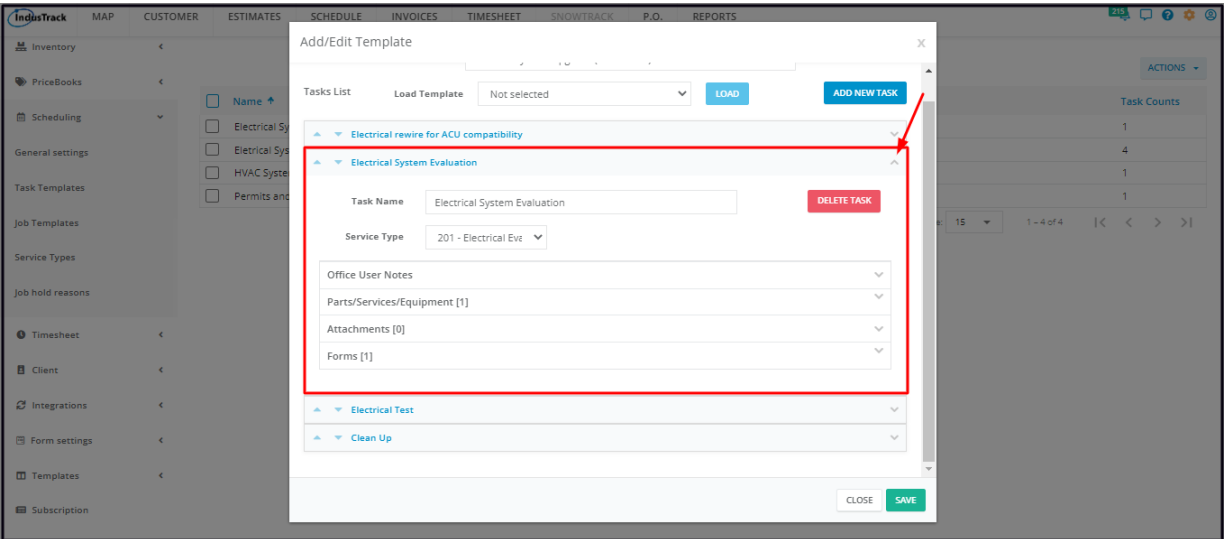 IndusTrack MAP CUSTOMER ESTIMATES SCHEDULE INVOICES TIMESHEET SNOWTRACK P.O. REPORTS 215
Inventory
PriceBooks
Scheduling
General settings
Task Templates
Job Templates
Service Types
Job hold reasons
Timesheet
Client
Integrations
Form settings
Templates
Subscription
ACTIONS
Name Task Counts
Electrical Sy 1
Eletrical Sys 4
HVAC Syste 1
Permits and 1
e: 15 1 – 4 of 4
Add/Edit Template X
Tasks List Load Template Not selected LOAD ADD NEW TASK
Electrical rewire for ACU compatibility
Electrical System Evaluation
Task Name Electrical System Evaluation DELETE TASK
Service Type 201 - Electrical Eva
Office User Notes
Parts/Services/Equipment [1]
Attachments [0]
Forms [1]
Electrical Test
Clean Up
CLOSE SAVE